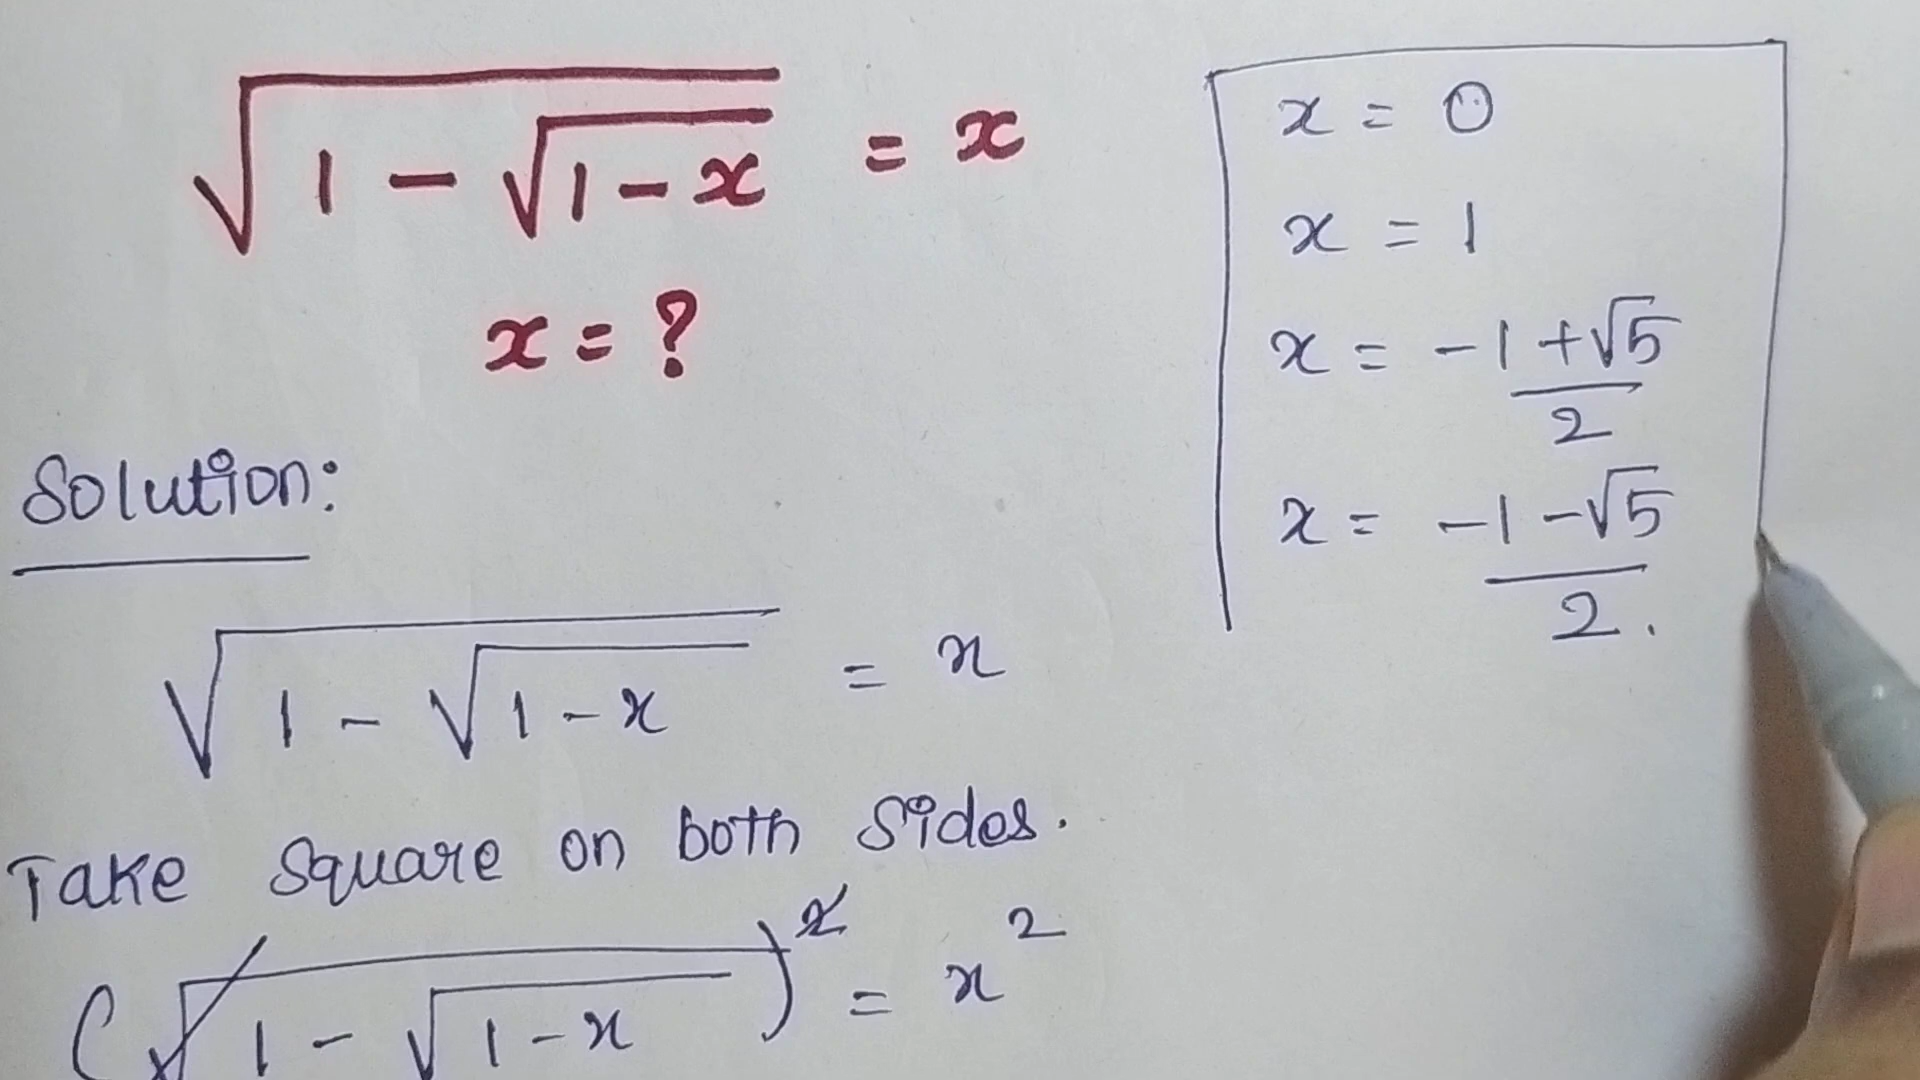 √(1 - √(1-x)) = x
x = ?
Solution:
√(1 - √(1-x)) = x
Take Square on both Sides.
(√(1 - √(1-x)))² = x²
x = 0
x = 1
x = (-1+√5)/2
x = (-1-√5)/2.